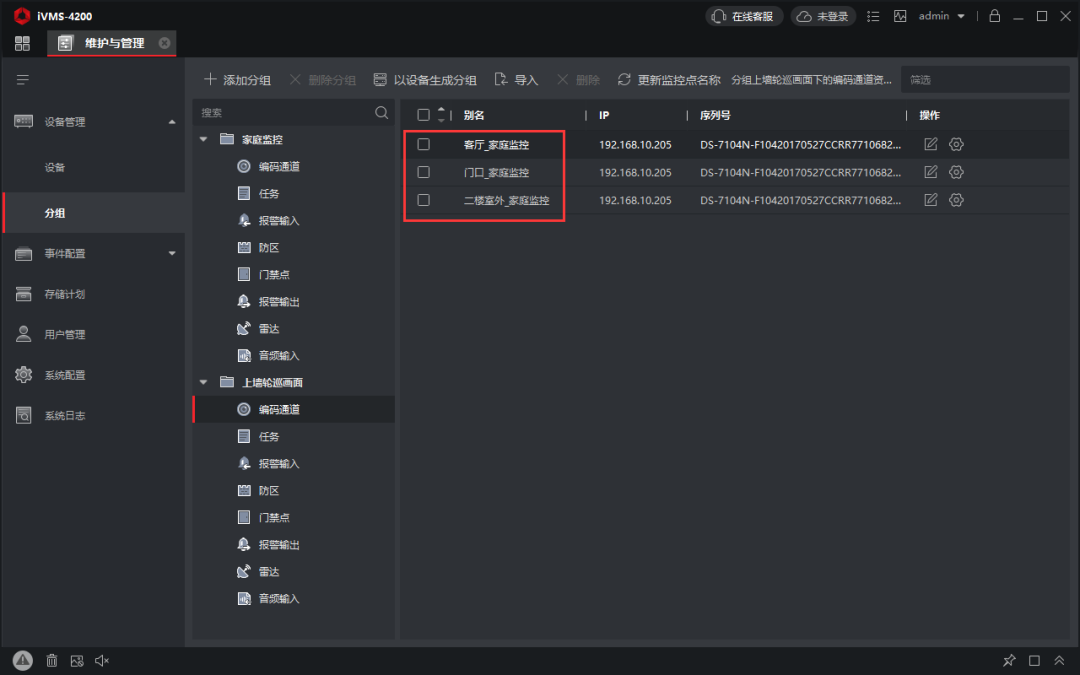 iVMS-4200
在线客服
未登录
admin
维护与管理
添加分组
删除分组
以设备生成分组
导入
删除
更新监控点名称
分组上墙轮巡画面下的编码通道资...
筛选
设备管理
设备
分组
事件配置
存储计划
用户管理
系统配置
系统日志
搜索
家庭监控
编码通道
任务
报警输入
防区
门禁点
报警输出
雷达
音频输入
上墙轮巡画面
编码通道
任务
报警输入
防区
门禁点
报警输出
雷达
音频输入
别名 IP 序列号 操作
客厅_家庭监控 192.168.10.205 DS-7104N-F10420170527CCRR7710682...
门口_家庭监控 192.168.10.205 DS-7104N-F10420170527CCRR7710682...
二楼室外_家庭监控 192.168.10.205 DS-7104N-F10420170527CCRR7710682...